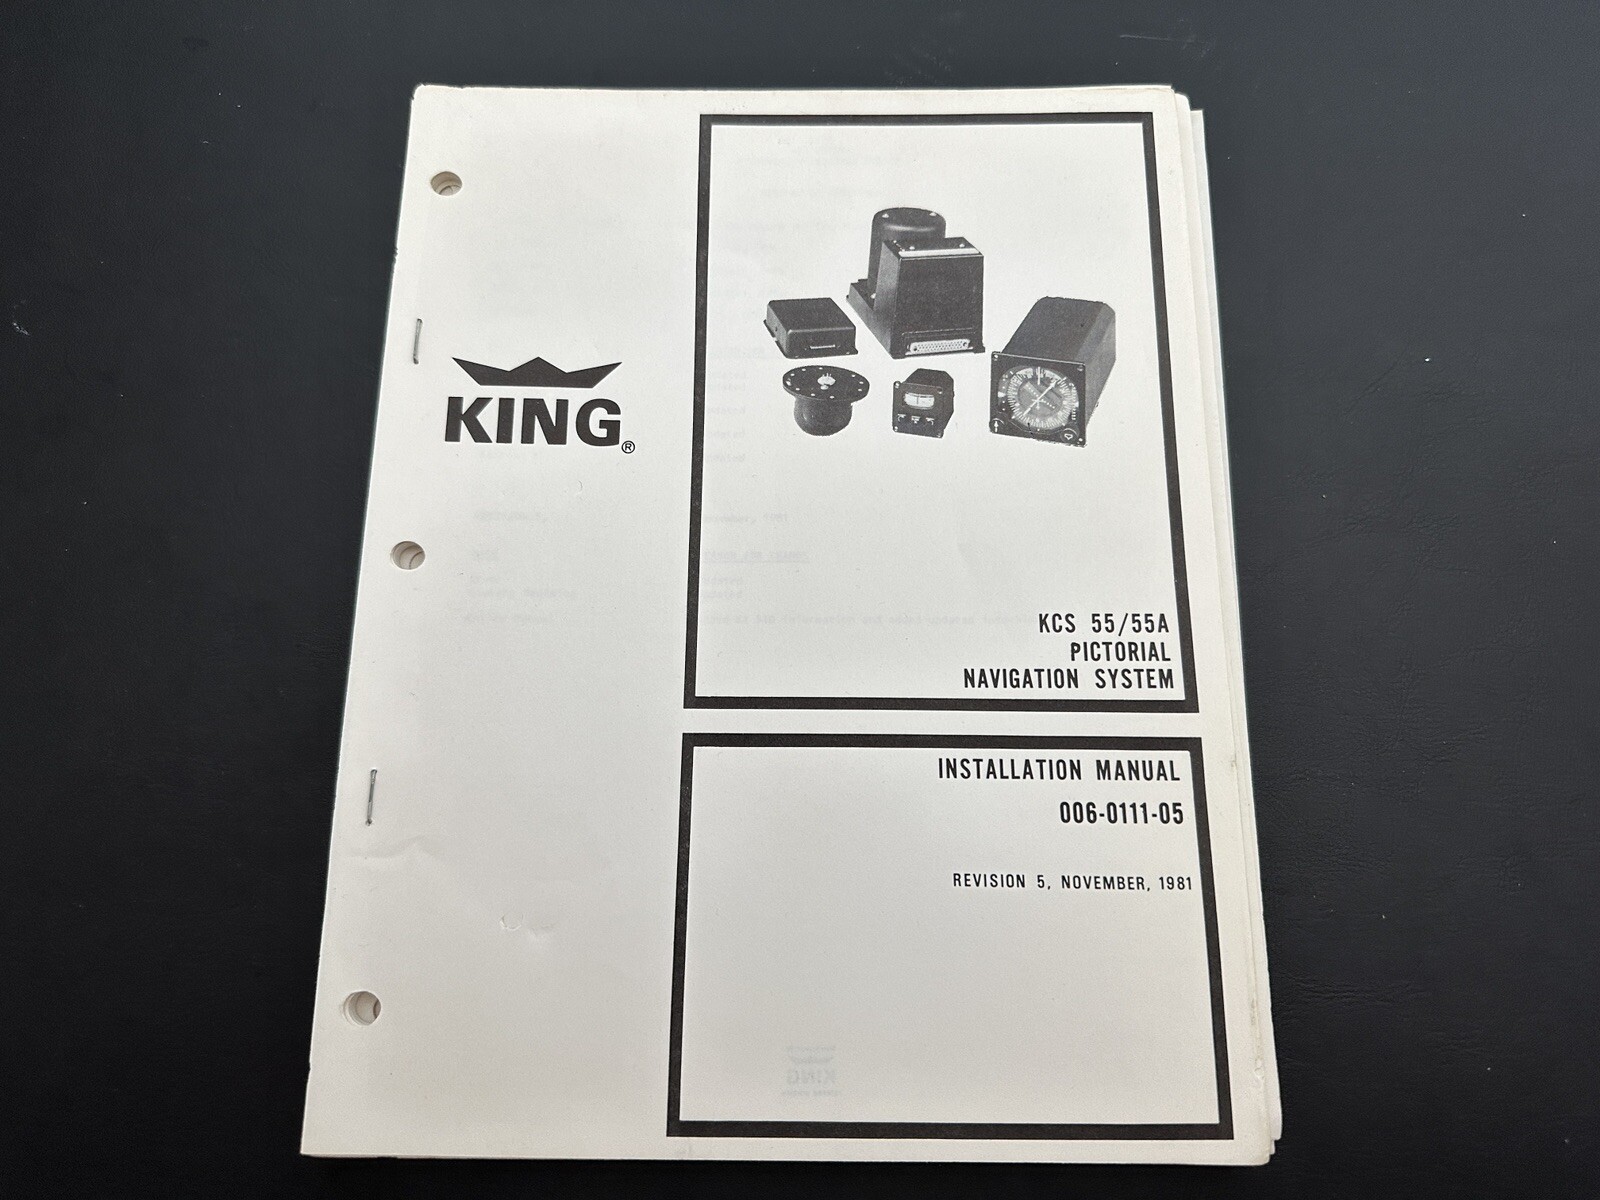 KING®
KCS 55/55A
PICTORIAL
NAVIGATION SYSTEM
INSTALLATION MANUAL
006-0111-05
REVISION 5, NOVEMBER, 1981